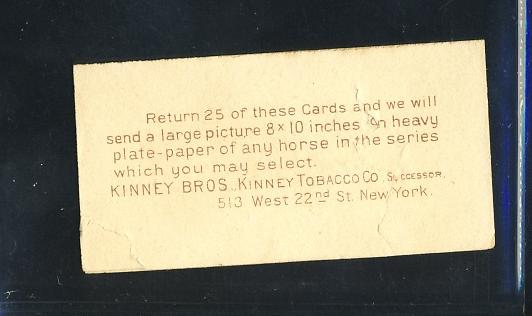 Return 25 of these Cards and we will
send a large picture 8x10 inches on heavy
plate-paper of any horse in the series
which you may select.
KINNEY BROS., KINNEY TOBACCO CO. SUCCESSOR,
513 West 22nd St. New York.